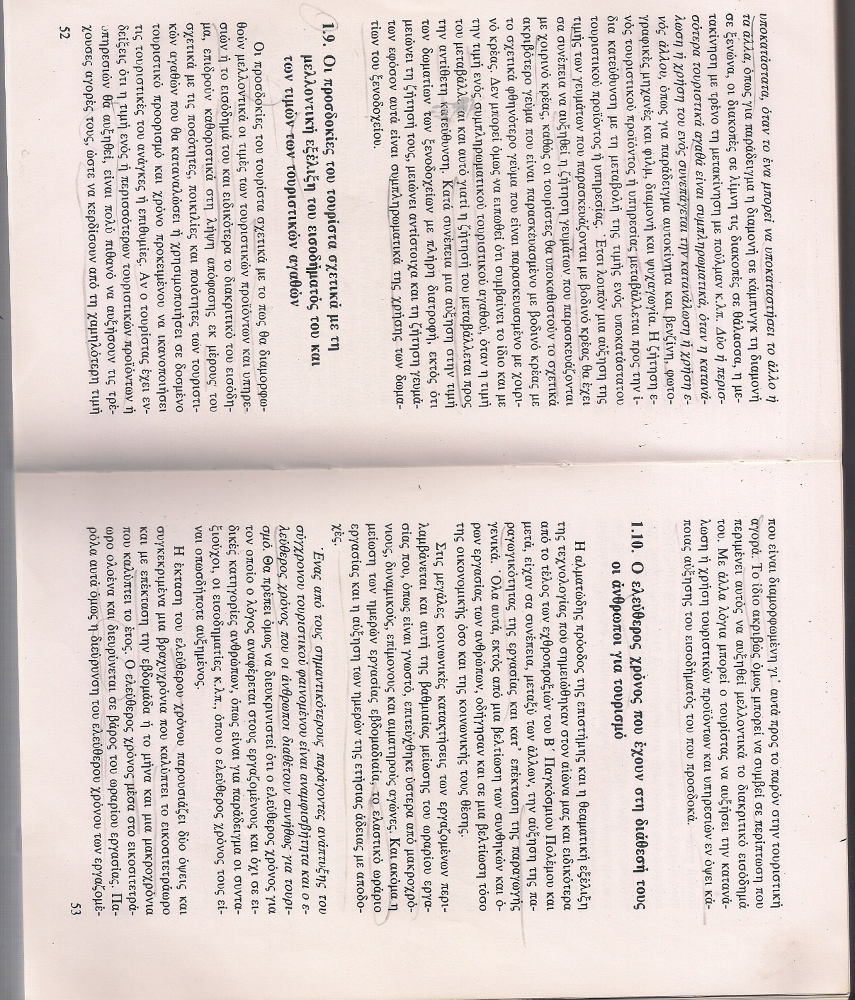 υποκατάστατα, όταν το ένα μπορεί να υποκαταστήσει το άλλο ή
τα άλλα, όπως για παράδειγμα η διαμονή σε κάμπινγκ τη διαμονή
σε ξενώνα, οι διακοπές σε λίμνη τις διακοπές σε θάλασσα, η με-
τακίνηση με τρένο τη μετακίνηση με πούλμαν κ.λπ. Δύο ή περισ-
σότερα τουριστικά αγαθά είναι συμπληρωματικά, όταν η κατανά-
λωση ή χρήση του ενός συνεπάγεται την κατανάλωση ή χρήση ε-
νός άλλου, όπως για παράδειγμα αυτοκίνητα και βενζίνη, φωτο-
γραφικές μηχανές και φιλμ, διαμονή και ψυχαγωγία. Η ζήτηση ε-
νός τουριστικού προϊόντος ή υπηρεσίας μεταβάλλεται προς την ί-
δια κατεύθυνση με τη μεταβολή της τιμής ενός υποκατάστατου
τουριστικού προϊόντος ή υπηρεσίας. Έτσι λοιπόν μια αύξηση της
τιμής των γευμάτων που παρασκευάζονται με βοδινό κρέας θα έχει
σα συνέπεια να αυξηθεί η ζήτηση γευμάτων που παρασκευάζονται
με χοιρινό κρέας, καθώς οι τουρίστες θα υποκαθιστούν το σχετικά
ακριβότερο γεύμα που είναι παρασκευασμένο με βοδινό κρέας με
το σχετικά φθηνότερο γεύμα που είναι παρασκευασμένο με χοιρι-
νό κρέας. Δεν μπορεί όμως να ειπωθεί ότι συμβαίνει το ίδιο και με
την τιμή ενός συμπληρωματικού τουριστικού αγαθού, όταν η τιμή
του μεταβάλλεται και αυτό γιατί η ζήτησή του μεταβάλλεται προς
την αντίθετη κατεύθυνση. Κατά συνέπεια μια αύξηση στην τιμή
των δωματίων των ξενοδοχείων με πλήρη διατροφή, εκτός ότι
μειώνει τη ζήτησή τους, μειώνει αντίστοιχα και τη ζήτηση γευμά-
των εφόσον αυτά είναι συμπληρωματικά της χρήσης των δωμα-
τίων του ξενοδοχείου.
1.9. Οι προσδοκίες του τουρίστα σχετικά με τη
μελλοντική εξέλιξη του εισοδήματός του και
των τιμών των τουριστικών αγαθών
Οι προσδοκίες του τουρίστα σχετικά με το πως θα διαμορφω-
θούν μελλοντικά οι τιμές των τουριστικών προϊόντων και υπηρε-
σιών ή το εισόδημά του και ειδικότερα το διακριτικό του εισόδη-
μα, επιδρούν καθοριστικά στη λήψη απόφασης εκ μέρους του
σχετικά με τις ποσότητες, ποικιλίες και ποιότητες των τουριστι-
κών αγαθών που θα καταναλώσει ή χρησιμοποιήσει σε δοσμένο
τουριστικό προορισμό και χρόνο προκειμένου να ικανοποιήσει
τις τουριστικές του ανάγκες ή επιθυμίες. Αν ο τουρίστας έχει εν-
δείξεις ότι η τιμή ενός ή περισσότερων τουριστικών προϊόντων ή
υπηρεσιών θα αυξηθεί, είναι πολύ πιθανό να αυξήσουν τις τρέ-
χουσες αγορές τους, ώστε να κερδίσουν από τη χαμηλότερη τιμή
52
που είναι διαμορφωμένη γι' αυτά προς το παρόν στην τουριστική
αγορά. Το ίδιο ακριβώς όμως μπορεί να συμβεί σε περίπτωση που
περιμένει αυτός να αυξηθεί μελλοντικά το διακριτικό εισόδημά
του. Με άλλα λόγια μπορεί ο τουρίστας να αυξήσει την κατανά-
λωση ή χρήση τουριστικών προϊόντων και υπηρεσιών εν όψει κά-
ποιας αύξησης του εισοδήματός του που προσδοκά.
1.10. Ο ελεύθερος χρόνος που έχουν στη διάθεσή τους
οι άνθρωποι για τουρισμό
Η αλματώδης πρόοδος της επιστήμης και η θεαματική εξέλιξη
της τεχνολογίας που σημειώθηκαν στον αιώνα μας και ειδικότερα
από το τέλος των εχθροπραξιών του Β΄ Παγκόσμιου Πολέμου και
μετά, είχαν σα συνέπεια, μεταξύ των άλλων, την αύξηση της πα-
ραγωγικότητας της εργασίας και κατ' επέκταση της παραγωγής
γενικά. Όλα αυτά, εκτός από μια βελτίωση των συνθηκών και ό-
ρων εργασίας των ανθρώπων, οδήγησαν και σε μια βελτίωση τόσο
της οικονομικής όσο και της κοινωνικής τους θέσης.
Στις μεγάλες κοινωνικές κατακτήσεις των εργαζομένων περι-
λαμβάνεται και αυτή της βαθμιαίας μείωσης του ωραρίου εργα-
σίας που, όπως είναι γνωστό, επιτεύχθηκε ύστερα από μακροχρό-
νιους, δυναμικούς, επίμονους και αιματηρούς αγώνες. Και ακόμα η
μείωση των ημερών εργασίας εβδομαδιαία, το ελαστικό ωράριο
εργασίας και η αύξηση των ημερών της ετήσιας άδειας με αποδο-
χές.
Ένας από τους σημαντικότερους παράγοντες ανάπτυξης του
σύγχρονου τουριστικού φαινομένου είναι αναμφισβήτητα και ο ε-
λεύθερος χρόνος που οι άνθρωποι διαθέτουν συνήθως για τουρι-
σμό. Θα πρέπει όμως να διευκρινιστεί ότι ο ελεύθερος χρόνος για
τον οποίο ο λόγος αναφέρεται στους εργαζομένους και όχι σε ει-
δικές κατηγορίες ανθρώπων, όπως είναι για παράδειγμα οι συντα-
ξιούχοι, οι εισοδηματίες κ.λπ., όπου ο ελεύθερος χρόνος τους εί-
ναι οπωσδήποτε αυξημένος.
Η έκταση του ελεύθερου χρόνου παρουσιάζει δύο όψεις και
συγκεκριμένα μια βραχυχρόνια που καλύπτει το εικοσιτετράωρο
και με επέκταση την εβδομάδα ή το μήνα και μια μακροχρόνια
που καλύπτει το έτος. Ο ελεύθερος χρόνος μέσα στο εικοσιτετρά-
ωρο ολοένα και διευρύνεται σε βάρος του ωραρίου εργασίας. Πα-
ρόλα αυτά όμως η διεύρυνση του ελεύθερου χρόνου των εργαζομέ-
53